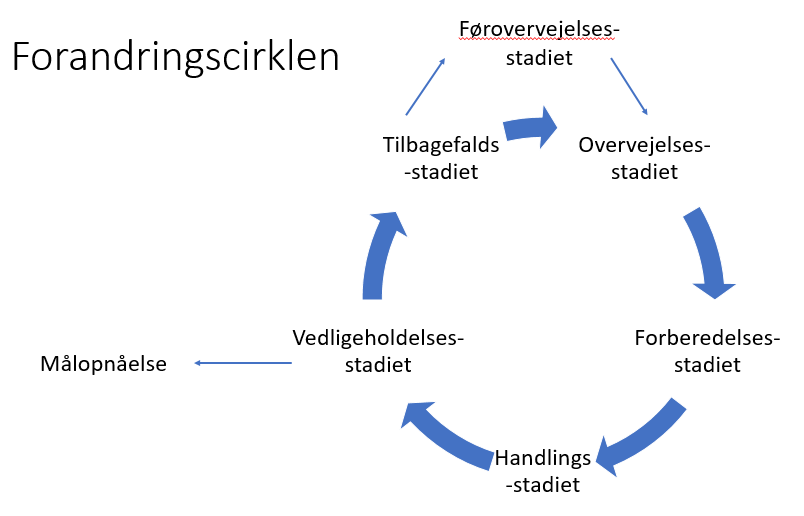 Forandringscirklen
Førovervejelses-
stadiet
Tilbagefalds
-stadiet
Overvejelses-
stadiet
Vedligeholdelses-
stadiet
Forberedelses-
stadiet
Målopnåelse
Handlings
-stadiet